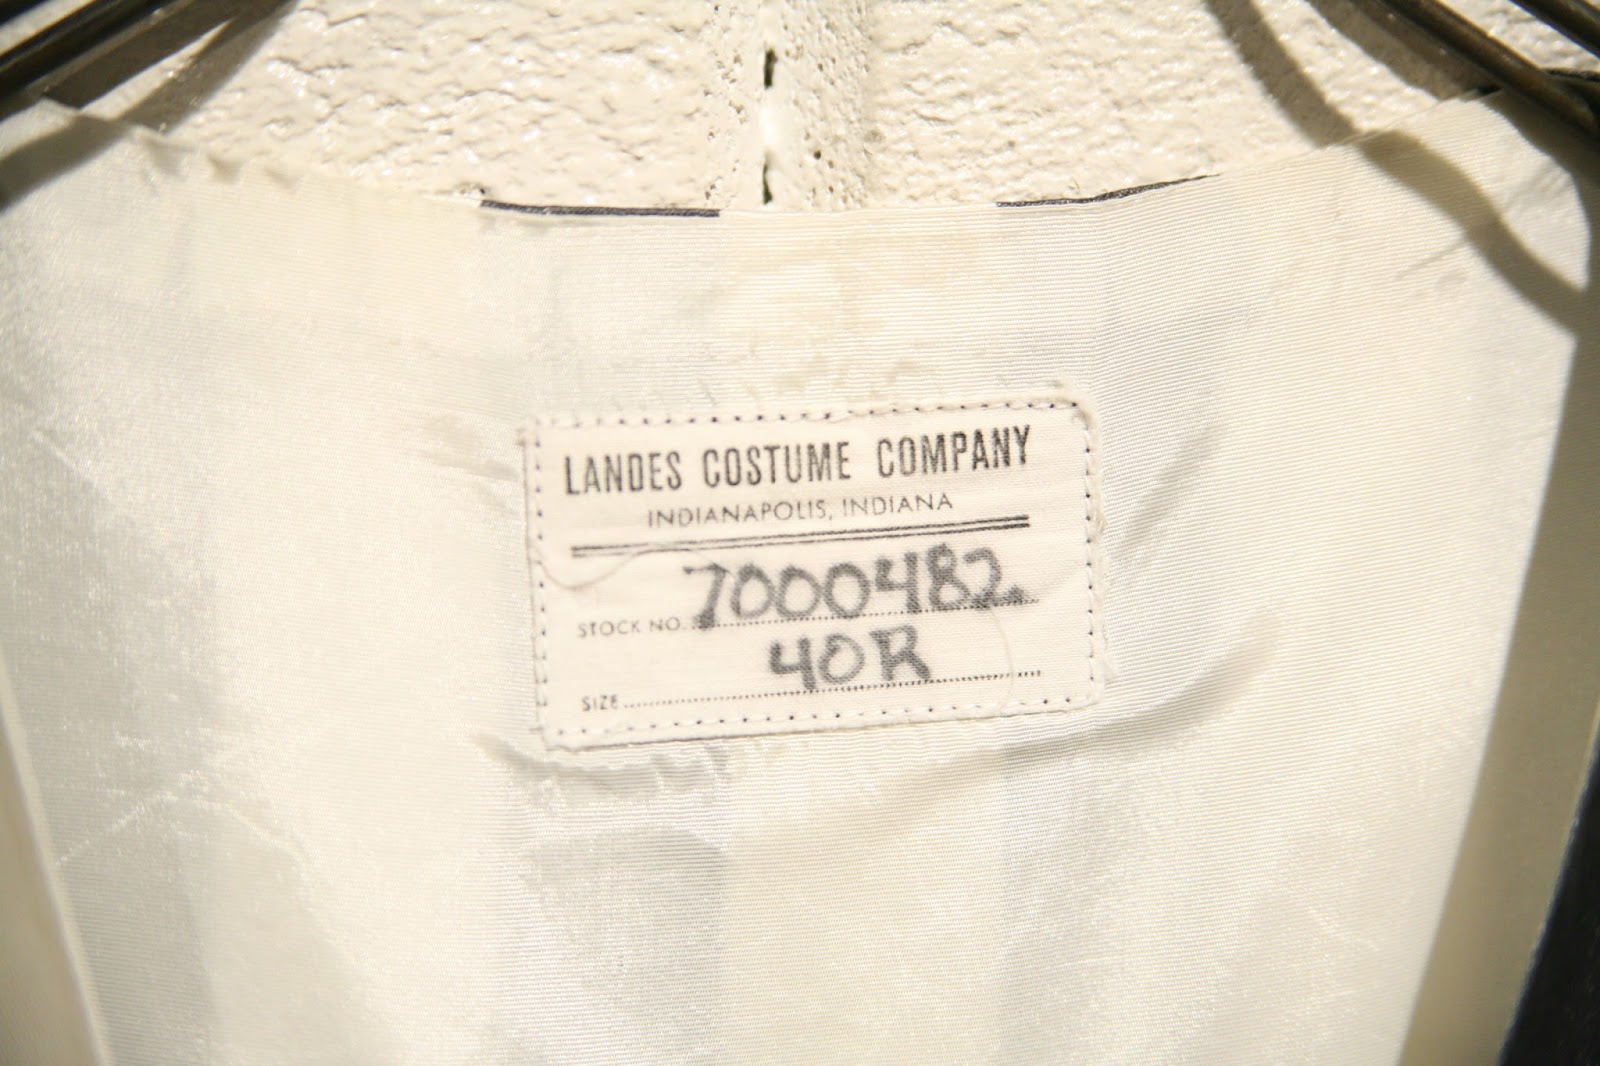 LANDES COSTUME COMPANY
INDIANAPOLIS, INDIANA
STOCK NO. 7000482
SIZE 40R